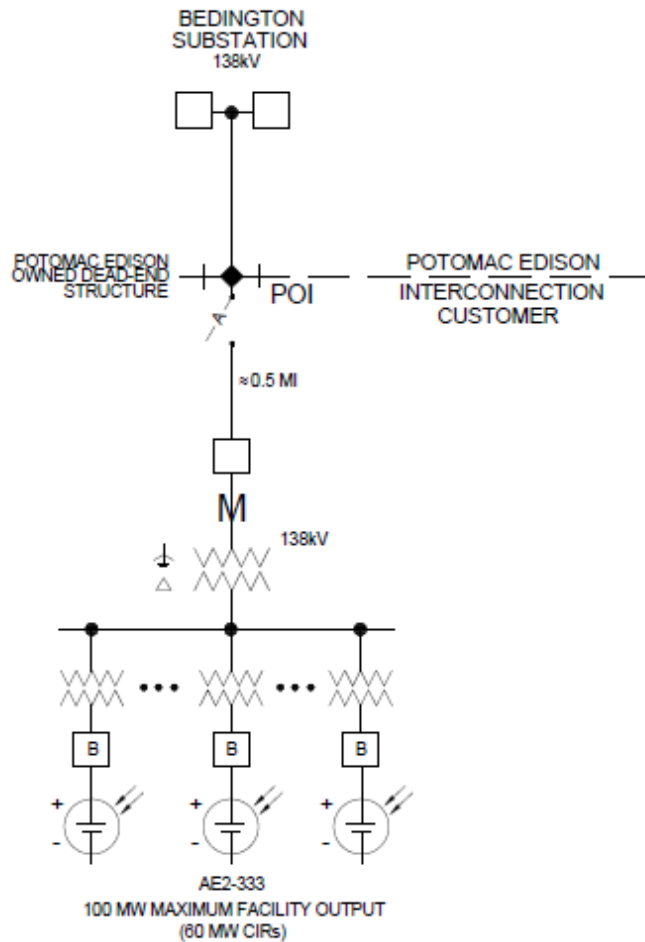 BEDINGTON
SUBSTATION
138kV
POTOMAC EDISON
OWNED DEAD-END
STRUCTURE
POI
POTOMAC EDISON
INTERCONNECTION
CUSTOMER
A
≈0.5 MI
M
138kV
B B B
+ + +
- - -
AE2-333
100 MW MAXIMUM FACILITY OUTPUT
(60 MW CIRs)